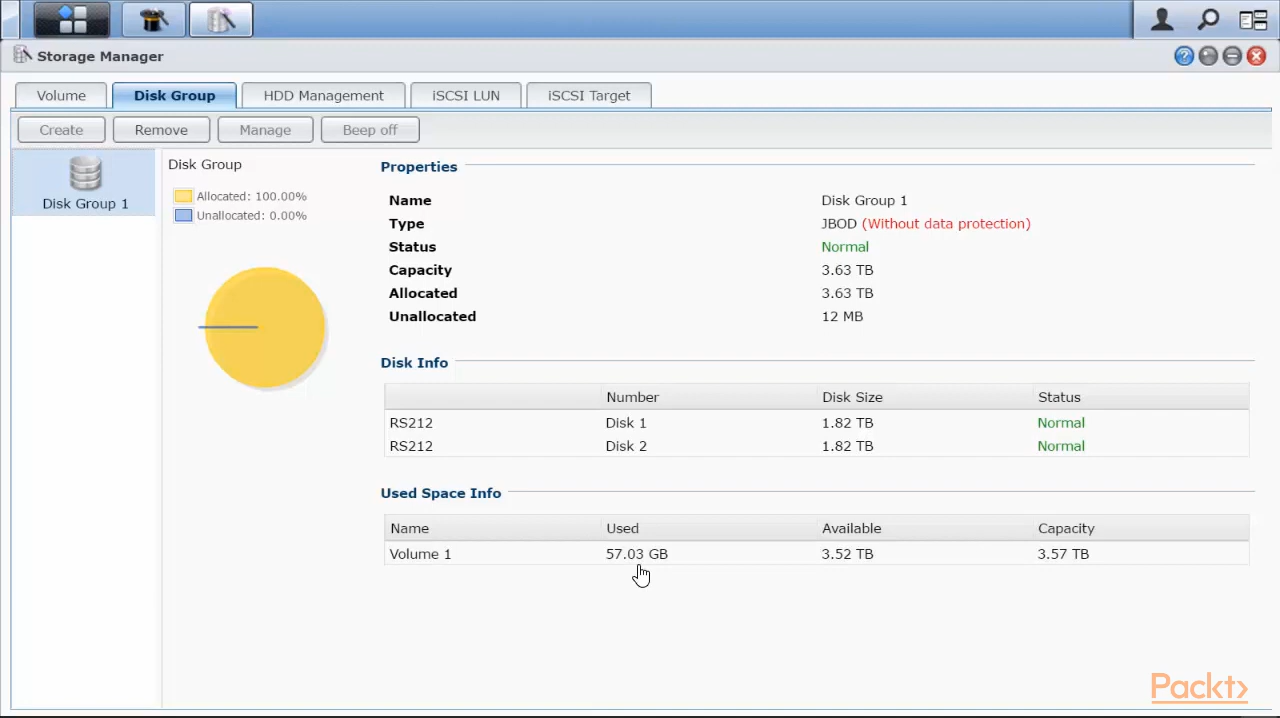 Storage Manager
Volume Disk Group HDD Management iSCSI LUN iSCSI Target
Create Remove Manage Beep off
Disk Group 1
Disk Group
Allocated: 100.00%
Unallocated: 0.00%
Properties
Name Disk Group 1
Type JBOD (Without data protection)
Status Normal
Capacity 3.63 TB
Allocated 3.63 TB
Unallocated 12 MB
Disk Info
Number Disk Size Status
RS212 Disk 1 1.82 TB Normal
RS212 Disk 2 1.82 TB Normal
Used Space Info
Name Used Available Capacity
Volume 1 57.03 GB 3.52 TB 3.57 TB
Packt>